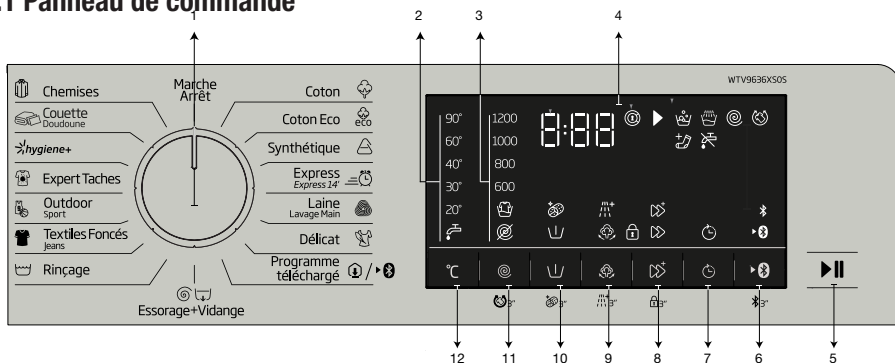 .1 Panneau de commande
1
2
3
4
WTV9636XS0S
Marche
Arrêt
Chemises
Couette
Doudoune
hygiene+
Expert Taches
Outdoor
Sport
Textiles Foncés
Jeans
Rinçage
Essorage+Vidange
Coton
Coton Eco
eco
Synthétique
Express
Express 14'
Laine
Lavage Main
Délicat
Programme
téléchargé
90°
60°
40°
30°
20°
1200
1000
800
600
8:88
°C
3"
3"
3"
3"
3"
12
11
10
9
8
7
6
5